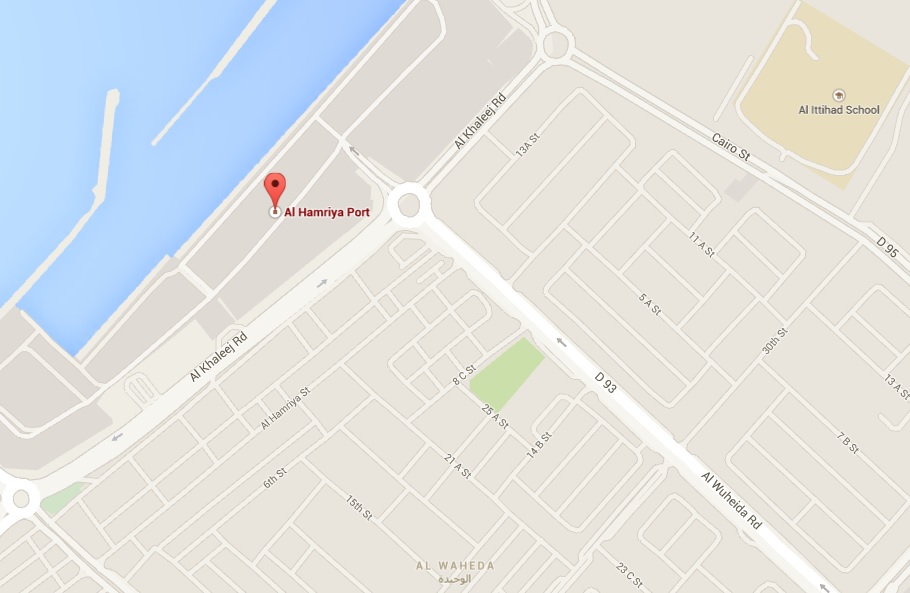 Al Khaleej Rd
Al Ittihad School
13A St
Cairo St
Al Hamriya Port
D 95
11 A St
5 A St
30th St
Al Khaleej Rd
8 C St
D 93
13 A St
Al Hamriya St
25 A St
14 B St
7 B St
21 A St
6th St
15th St
Al Wuheida Rd
AL WAHEDA
الوحيدة
23 C St